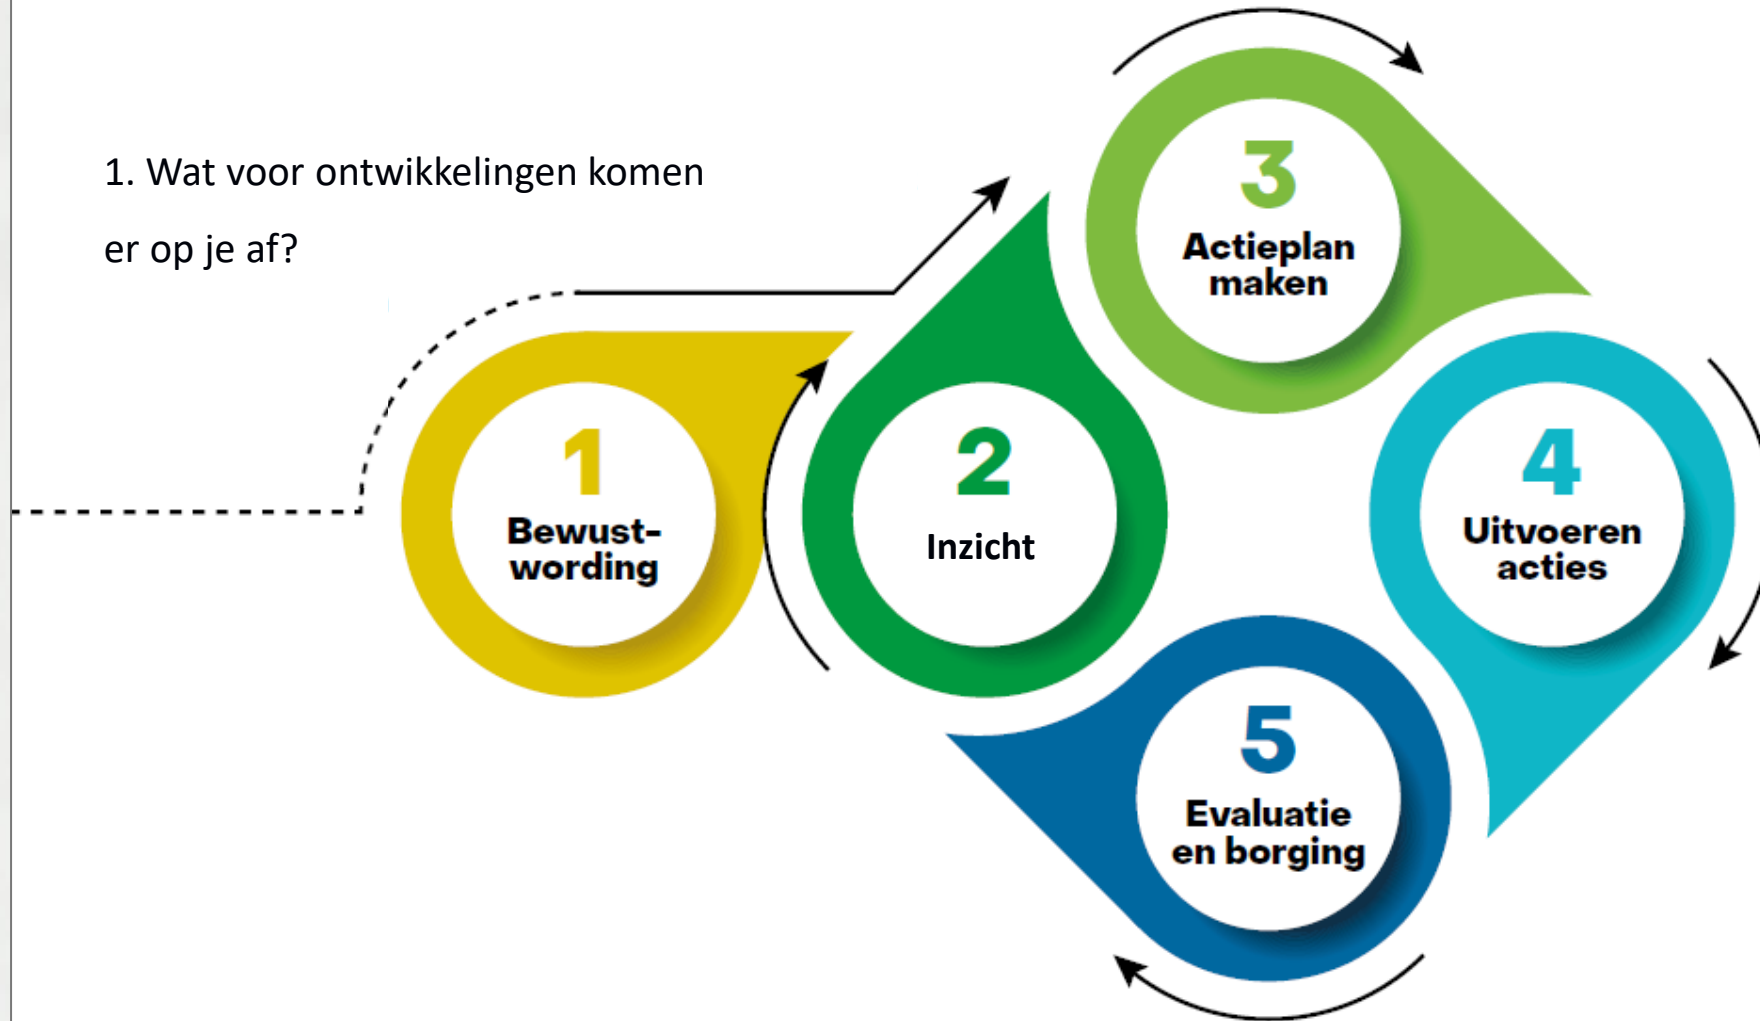 1. Wat voor ontwikkelingen komen
er op je af?
1
Bewust-
wording
2
Inzicht
3
Actieplan
maken
4
Uitvoeren
acties
5
Evaluatie
en borging